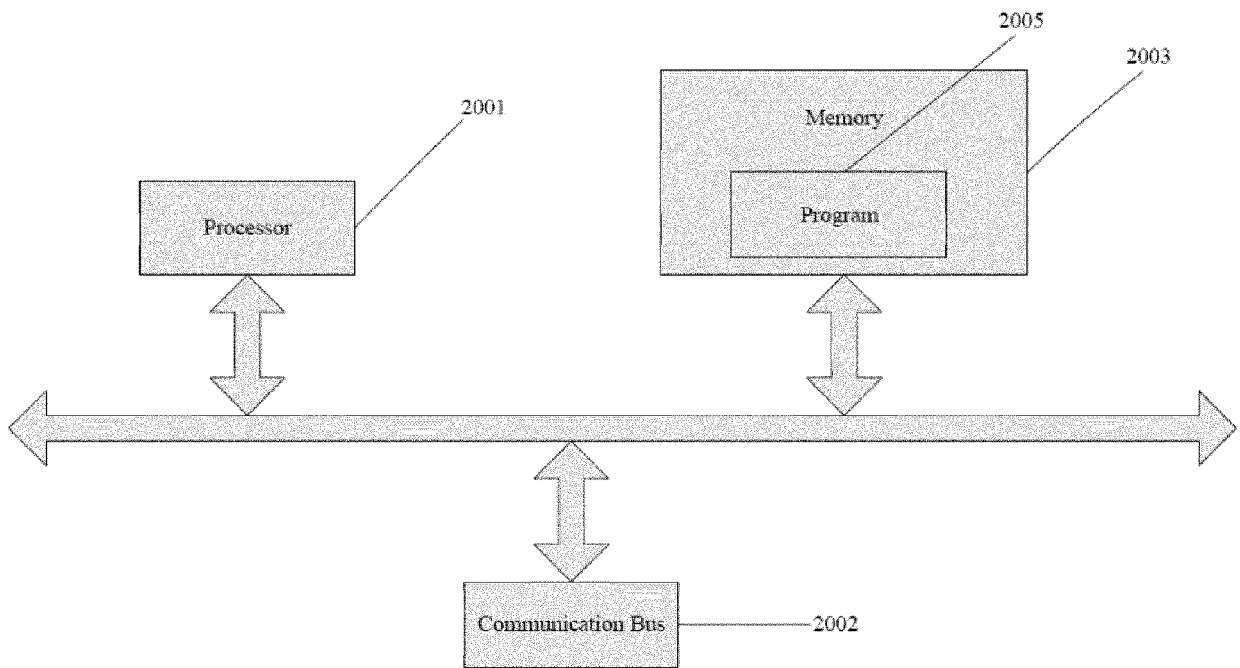 2005
2003
2001
Memory
Processor
Program
Communication Bus
2002